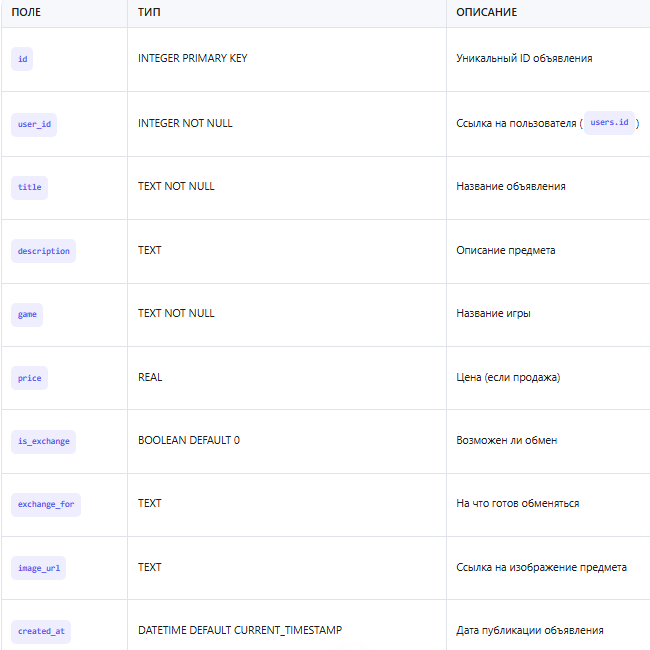 ПОЛЕ ТИП ОПИСАНИЕ
id INTEGER PRIMARY KEY Уникальный ID объявления
user_id INTEGER NOT NULL Ссылка на пользователя ( users.id )
title TEXT NOT NULL Название объявления
description TEXT Описание предмета
game TEXT NOT NULL Название игры
price REAL Цена (если продажа)
is_exchange BOOLEAN DEFAULT 0 Возможен ли обмен
exchange_for TEXT На что готов обменяться
image_url TEXT Ссылка на изображение предмета
created_at DATETIME DEFAULT CURRENT_TIMESTAMP Дата публикации объявления